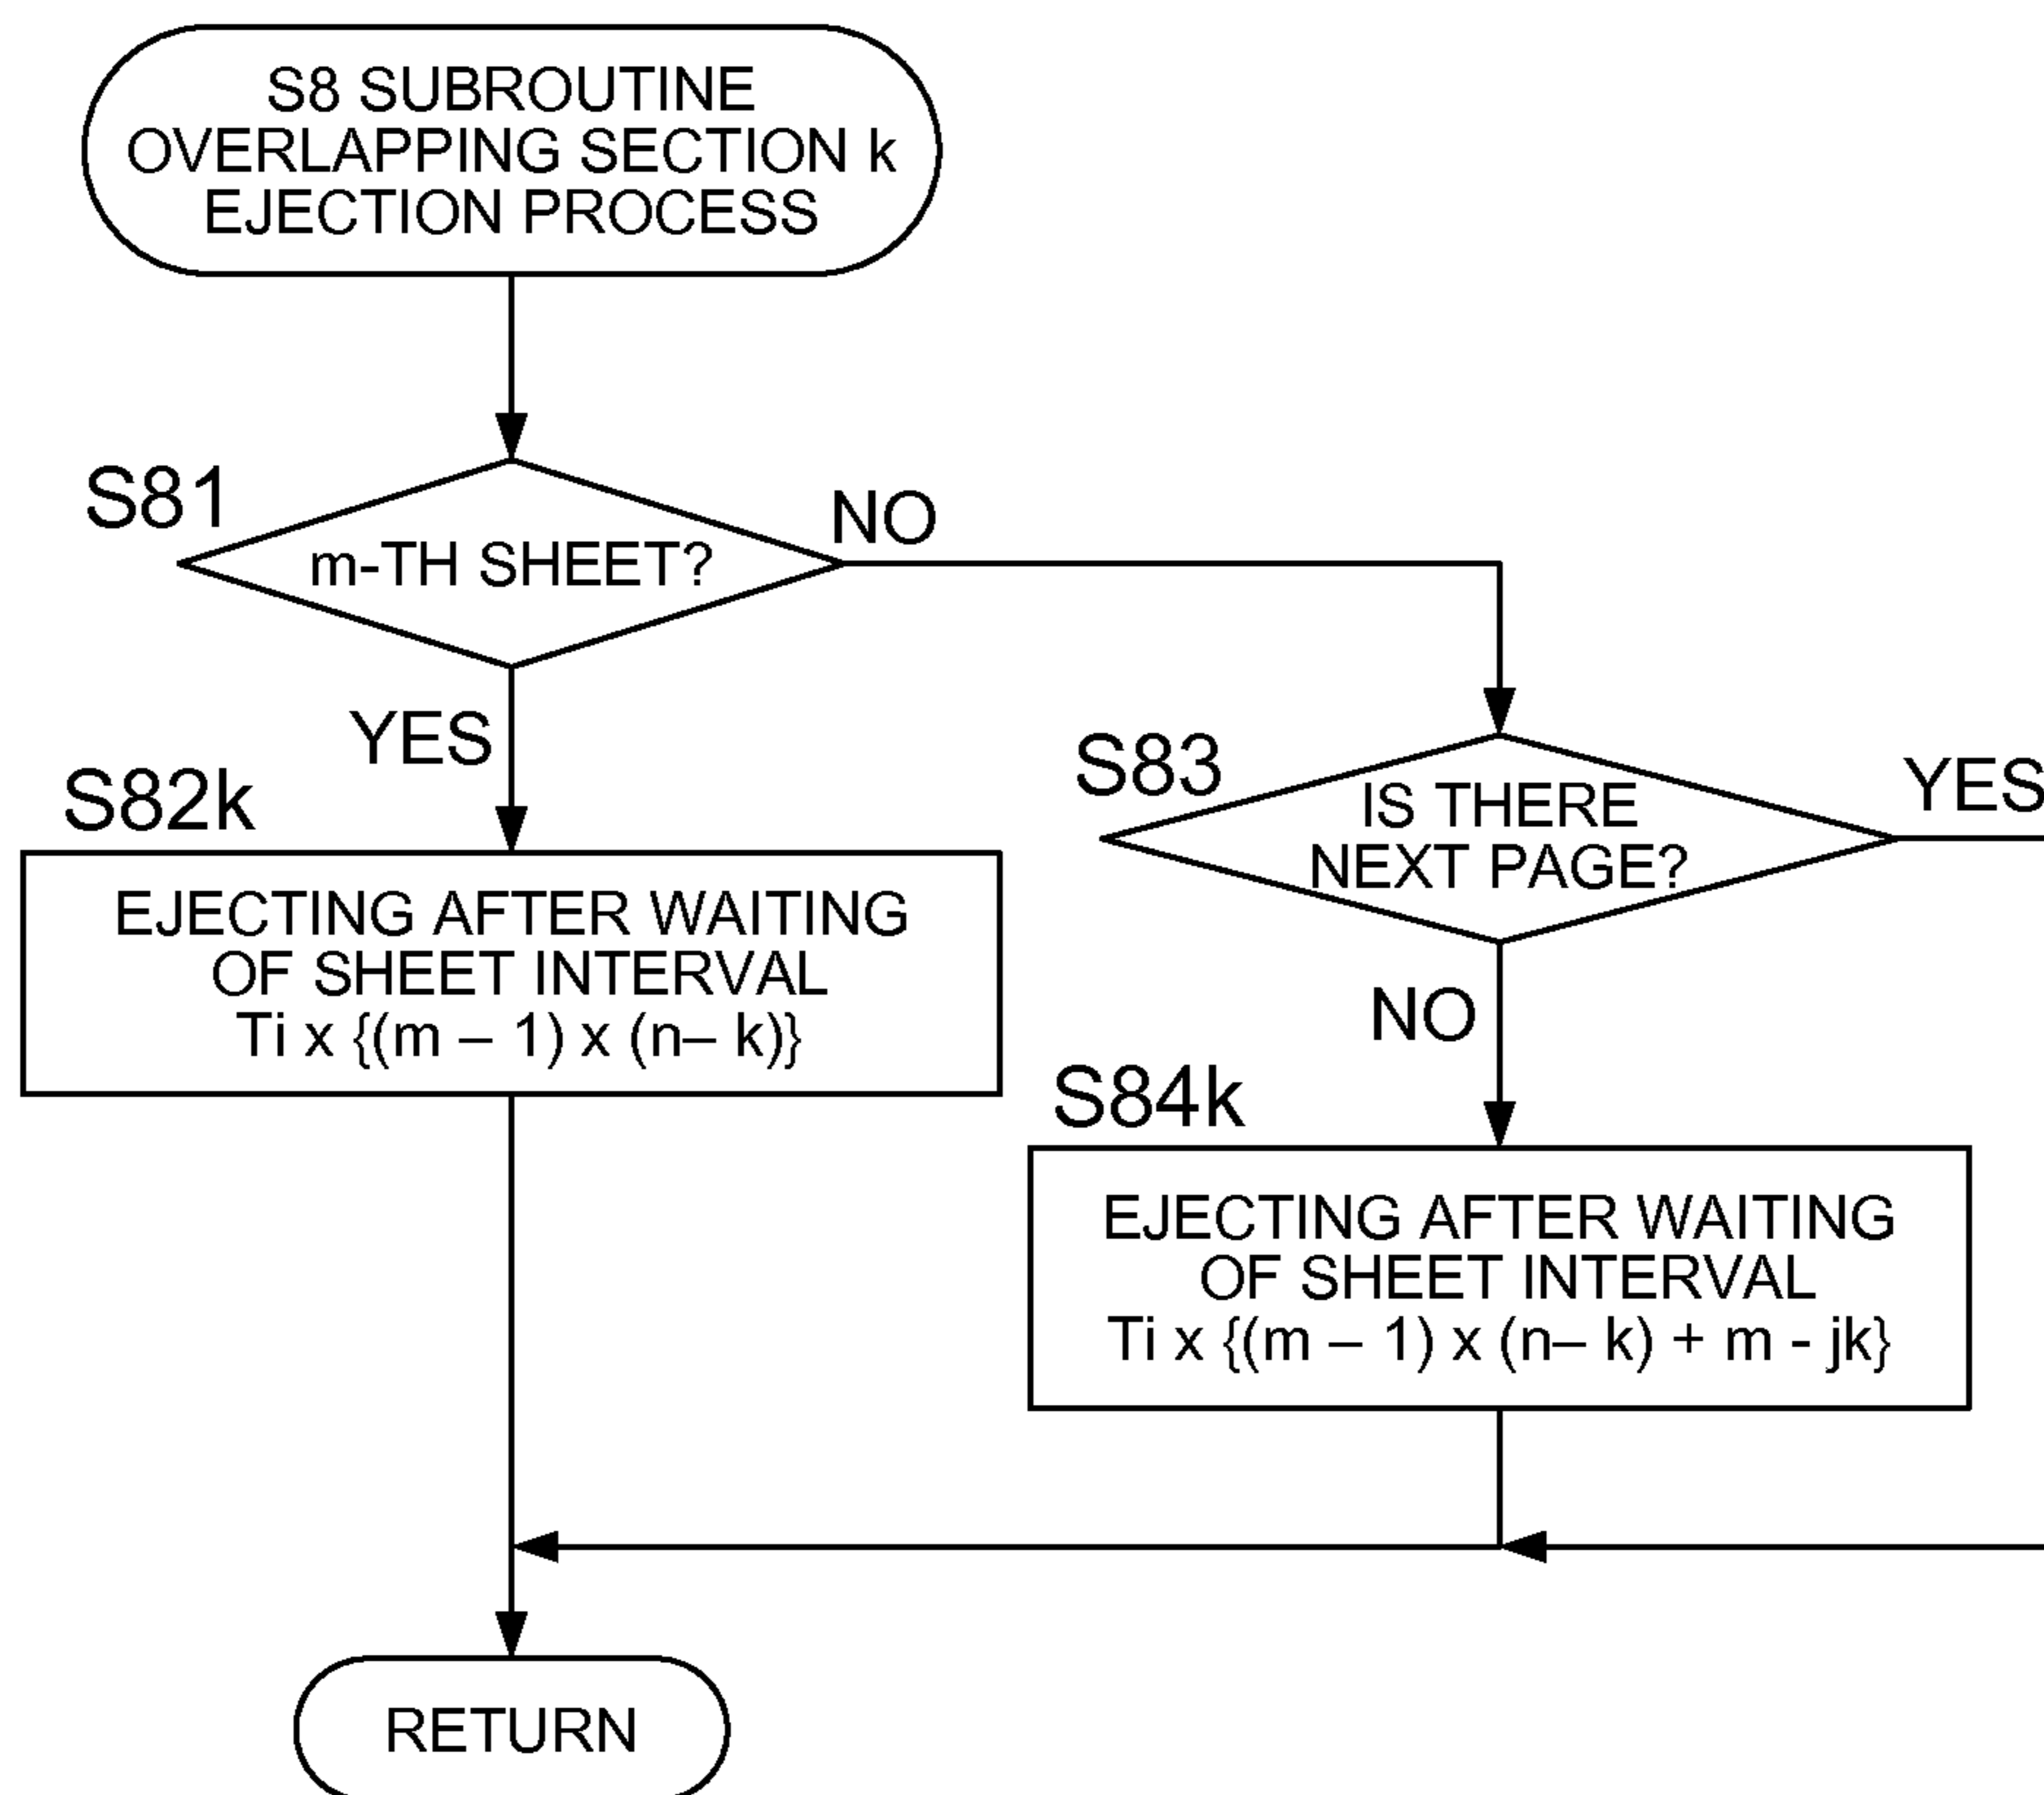 S8 SUBROUTINE
OVERLAPPING SECTION k
EJECTION PROCESS
S81
m-TH SHEET?
NO
YES
S82k
EJECTING AFTER WAITING
OF SHEET INTERVAL
Ti x {(m – 1) x (n– k)}
S83
IS THERE
NEXT PAGE?
YES
NO
S84k
EJECTING AFTER WAITING
OF SHEET INTERVAL
Ti x {(m – 1) x (n– k) + m - jk}
RETURN